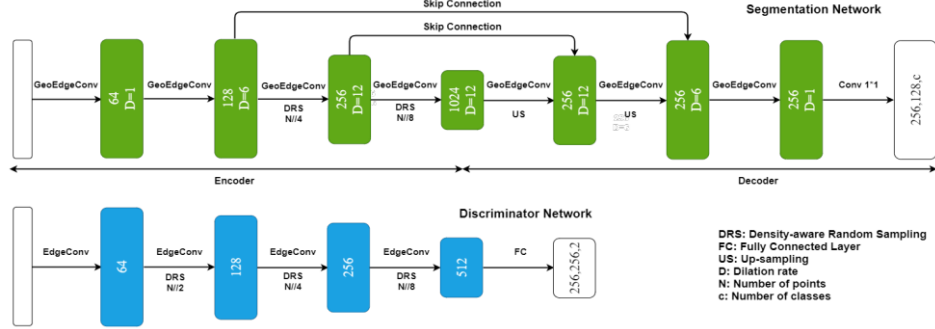 Skip Connection
Segmentation Network
Skip Connection
GeoEdgeConv
64
D=1
GeoEdgeConv
128
D=6
GeoEdgeConv
DRS
N//4
256
D=12
GeoEdgeConv
DRS
N//8
1024
D=12
GeoEdgeConv
US
256
D=12
GeoEdgeConv
US
256
D=6
GeoEdgeConv
256
D=1
Conv 1*1
256,128,c
Encoder
Decoder
Discriminator Network
EdgeConv
64
EdgeConv
DRS
N//2
128
EdgeConv
DRS
N//4
256
EdgeConv
DRS
N//8
512
FC
256,256,2
DRS: Density-aware Random Sampling
FC: Fully Connected Layer
US: Up-sampling
D: Dilation rate
N: Number of points
c: Number of classes